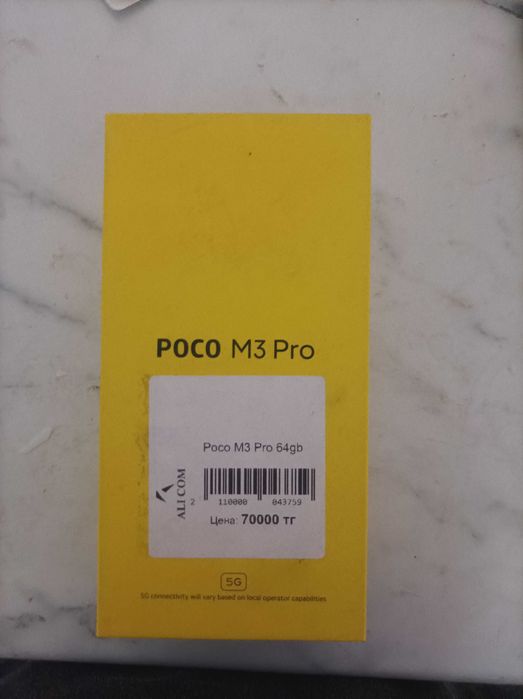 POCO M3 Pro
Poco M3 Pro 64gb
ALI COM
2 110000 043759
Цена: 70000 тг
5G
5G connectivity will vary based on local operator capabilities